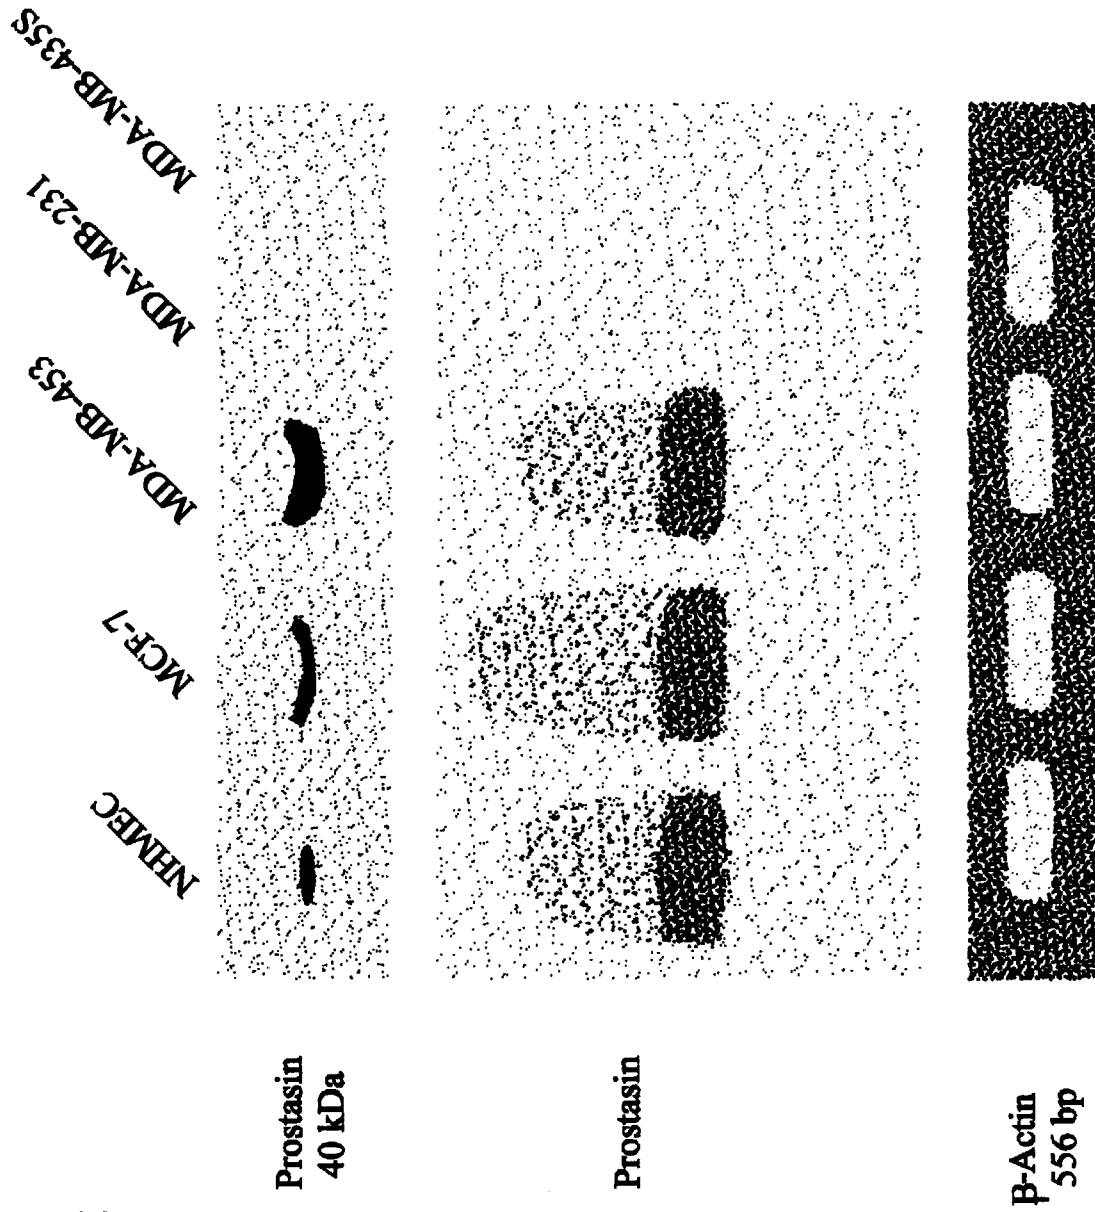 NHMEC
MCF-7
MDA-MB-453
MDA-MB-231
MDA-MB-435S
Prostasin
40 kDa
Prostasin
β-Actin
556 bp